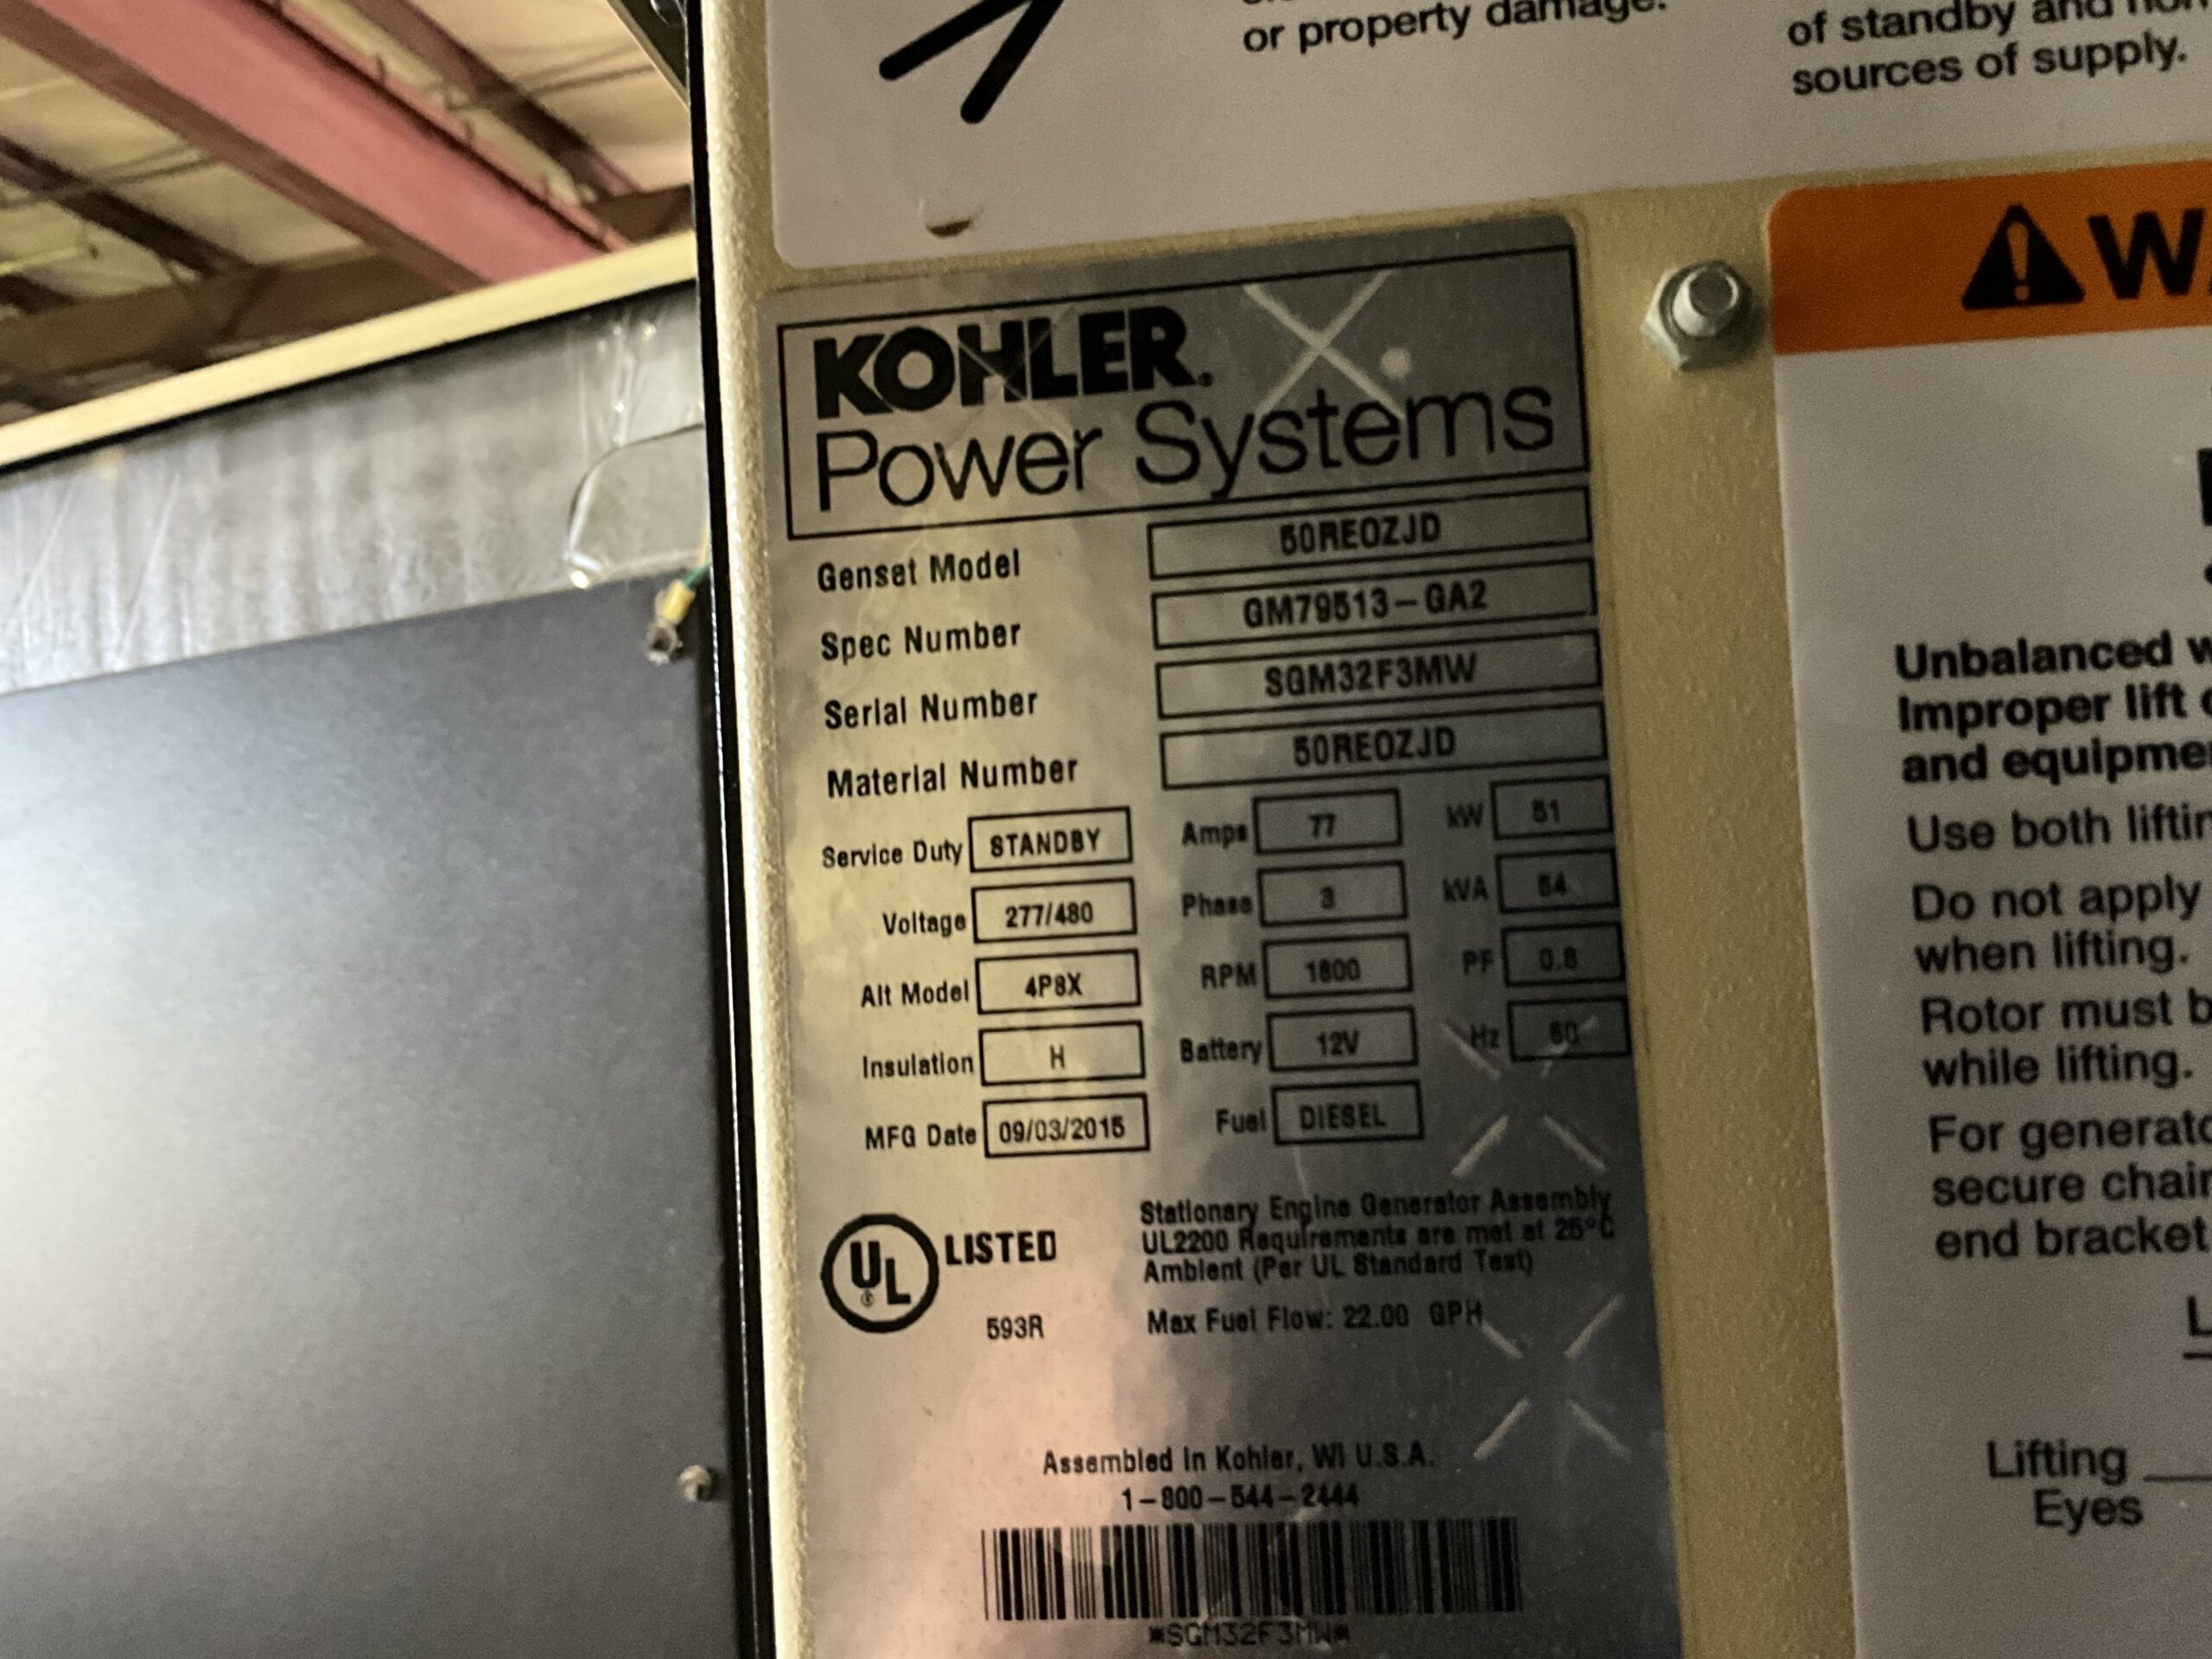 or property damage.
of standby and non
sources of supply.
KOHLER.
Power Systems
Genset Model 50REOZJD
Spec Number GM79513-GA2
Serial Number SGM32F3MW
Material Number 50REOZJD
Service Duty STANDBY Amps 77 kW 51
Voltage 277/480 Phase 3 kVA 64
Alt Model 4P8X RPM 1800 PF 0.8
Insulation H Battery 12V Hz 60
MFG Date 09/03/2015 Fuel DIESEL
UL® LISTED
593R
Stationary Engine Generator Assembly
UL2200 Requirements are met at 25°C
Ambient (Per UL Standard Test)
Max Fuel Flow: 22.00 GPH
Assembled in Kohler, WI U.S.A.
1-800-544-2444
*SGM32F3MW*
Unbalanced
Improper lift
and
Use both
Do not apply
when lifting.
Rotor must
while lifting.
For
secure
end bracket
Lifting
Eyes